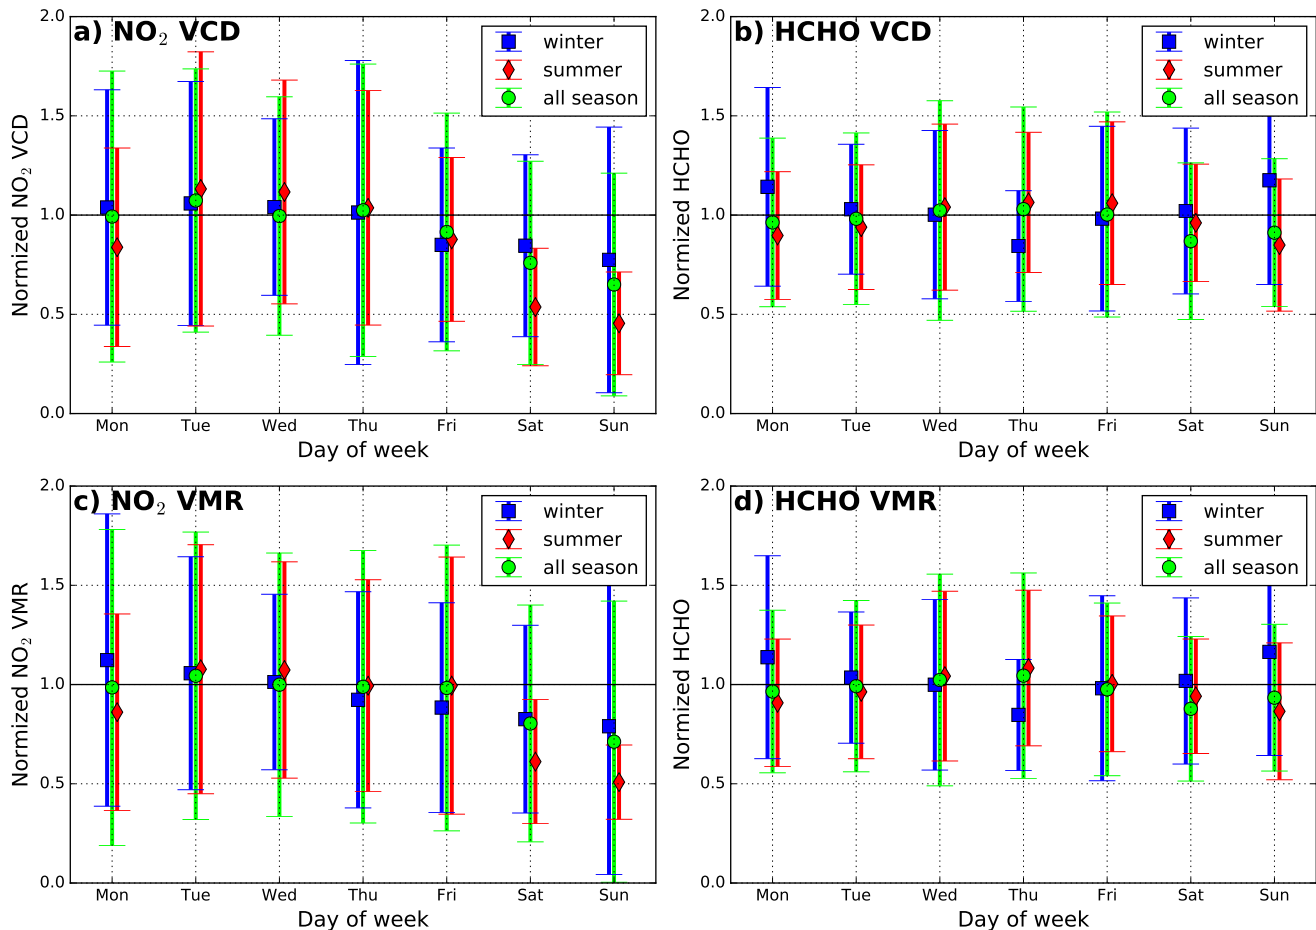 a) NO₂ VCD
winter
summer
all season
2.0
1.5
1.0
0.5
0.0
Normized NO₂ VCD
Mon Tue Wed Thu Fri Sat Sun
Day of week
b) HCHO VCD
winter
summer
all season
2.0
1.5
1.0
0.5
0.0
Normized HCHO
Mon Tue Wed Thu Fri Sat Sun
Day of week
c) NO₂ VMR
winter
summer
all season
2.0
1.5
1.0
0.5
0.0
Normized NO₂ VMR
Mon Tue Wed Thu Fri Sat Sun
Day of week
d) HCHO VMR
winter
summer
all season
2.0
1.5
1.0
0.5
0.0
Normized HCHO
Mon Tue Wed Thu Fri Sat Sun
Day of week